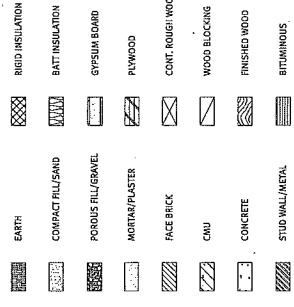 EARTH
COMPACT FILL/SAND
POROUS FILL/GRAVEL
MORTAR/PLASTER
FACE BRICK
CMU
CONCRETE
STUD WALL/METAL
RIGID INSULATION
BATT INSULATION
GYPSUM BOARD
PLYWOOD
CONT. ROUGH WOO
WOOD BLOCKING
FINISHED WOOD
BITUMINOUS